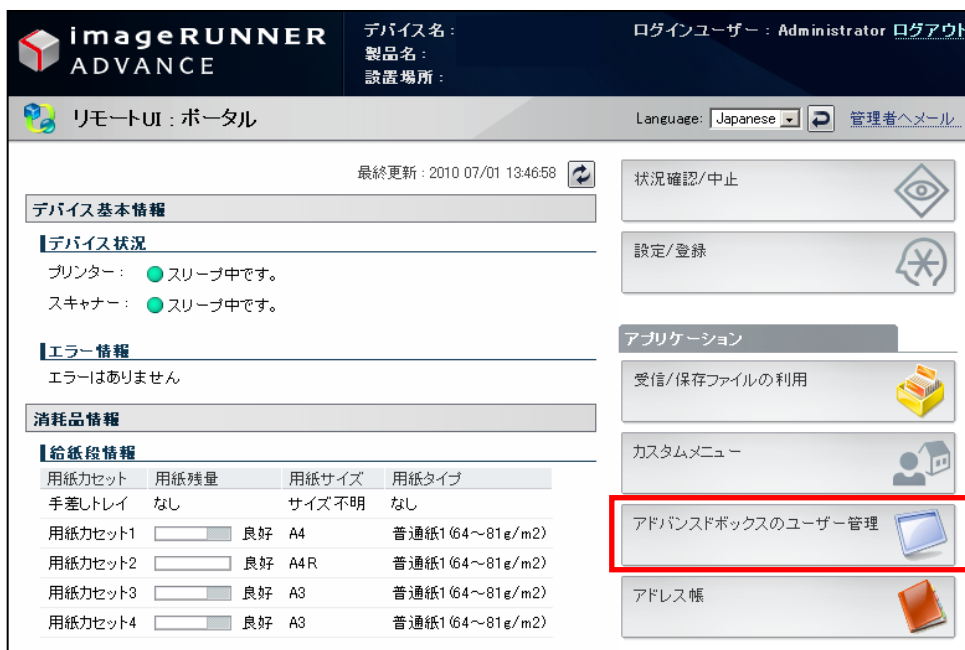 imageRUNNER
ADVANCE
デバイス名 :
製品名 :
設置場所 :
ログインユーザー : Administrator ログアウト
リモートUI : ポータル
Language: Japanese
管理者へメール
最終更新 : 2010 07/01 13:46:58
デバイス基本情報
デバイス状況
プリンター : スリープ中です。
スキャナー : スリープ中です。
エラー情報
エラーはありません
消耗品情報
給紙段情報
用紙カセット 用紙残量 用紙サイズ 用紙タイプ
手差しトレイ なし サイズ不明 なし
用紙カセット1 良好 A4 普通紙1(64～81g/m2)
用紙カセット2 良好 A4R 普通紙1(64～81g/m2)
用紙カセット3 良好 A3 普通紙1(64～81g/m2)
用紙カセット4 良好 A3 普通紙1(64～81g/m2)
状況確認/中止
設定/登録
アプリケーション
受信/保存ファイルの利用
カスタムメニュー
アドバンスドボックスのユーザー管理
アドレス帳